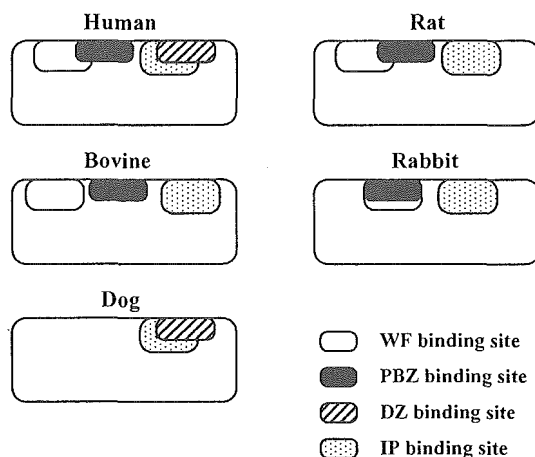 Human
Rat
Bovine
Rabbit
Dog
WF binding site
PBZ binding site
DZ binding site
IP binding site